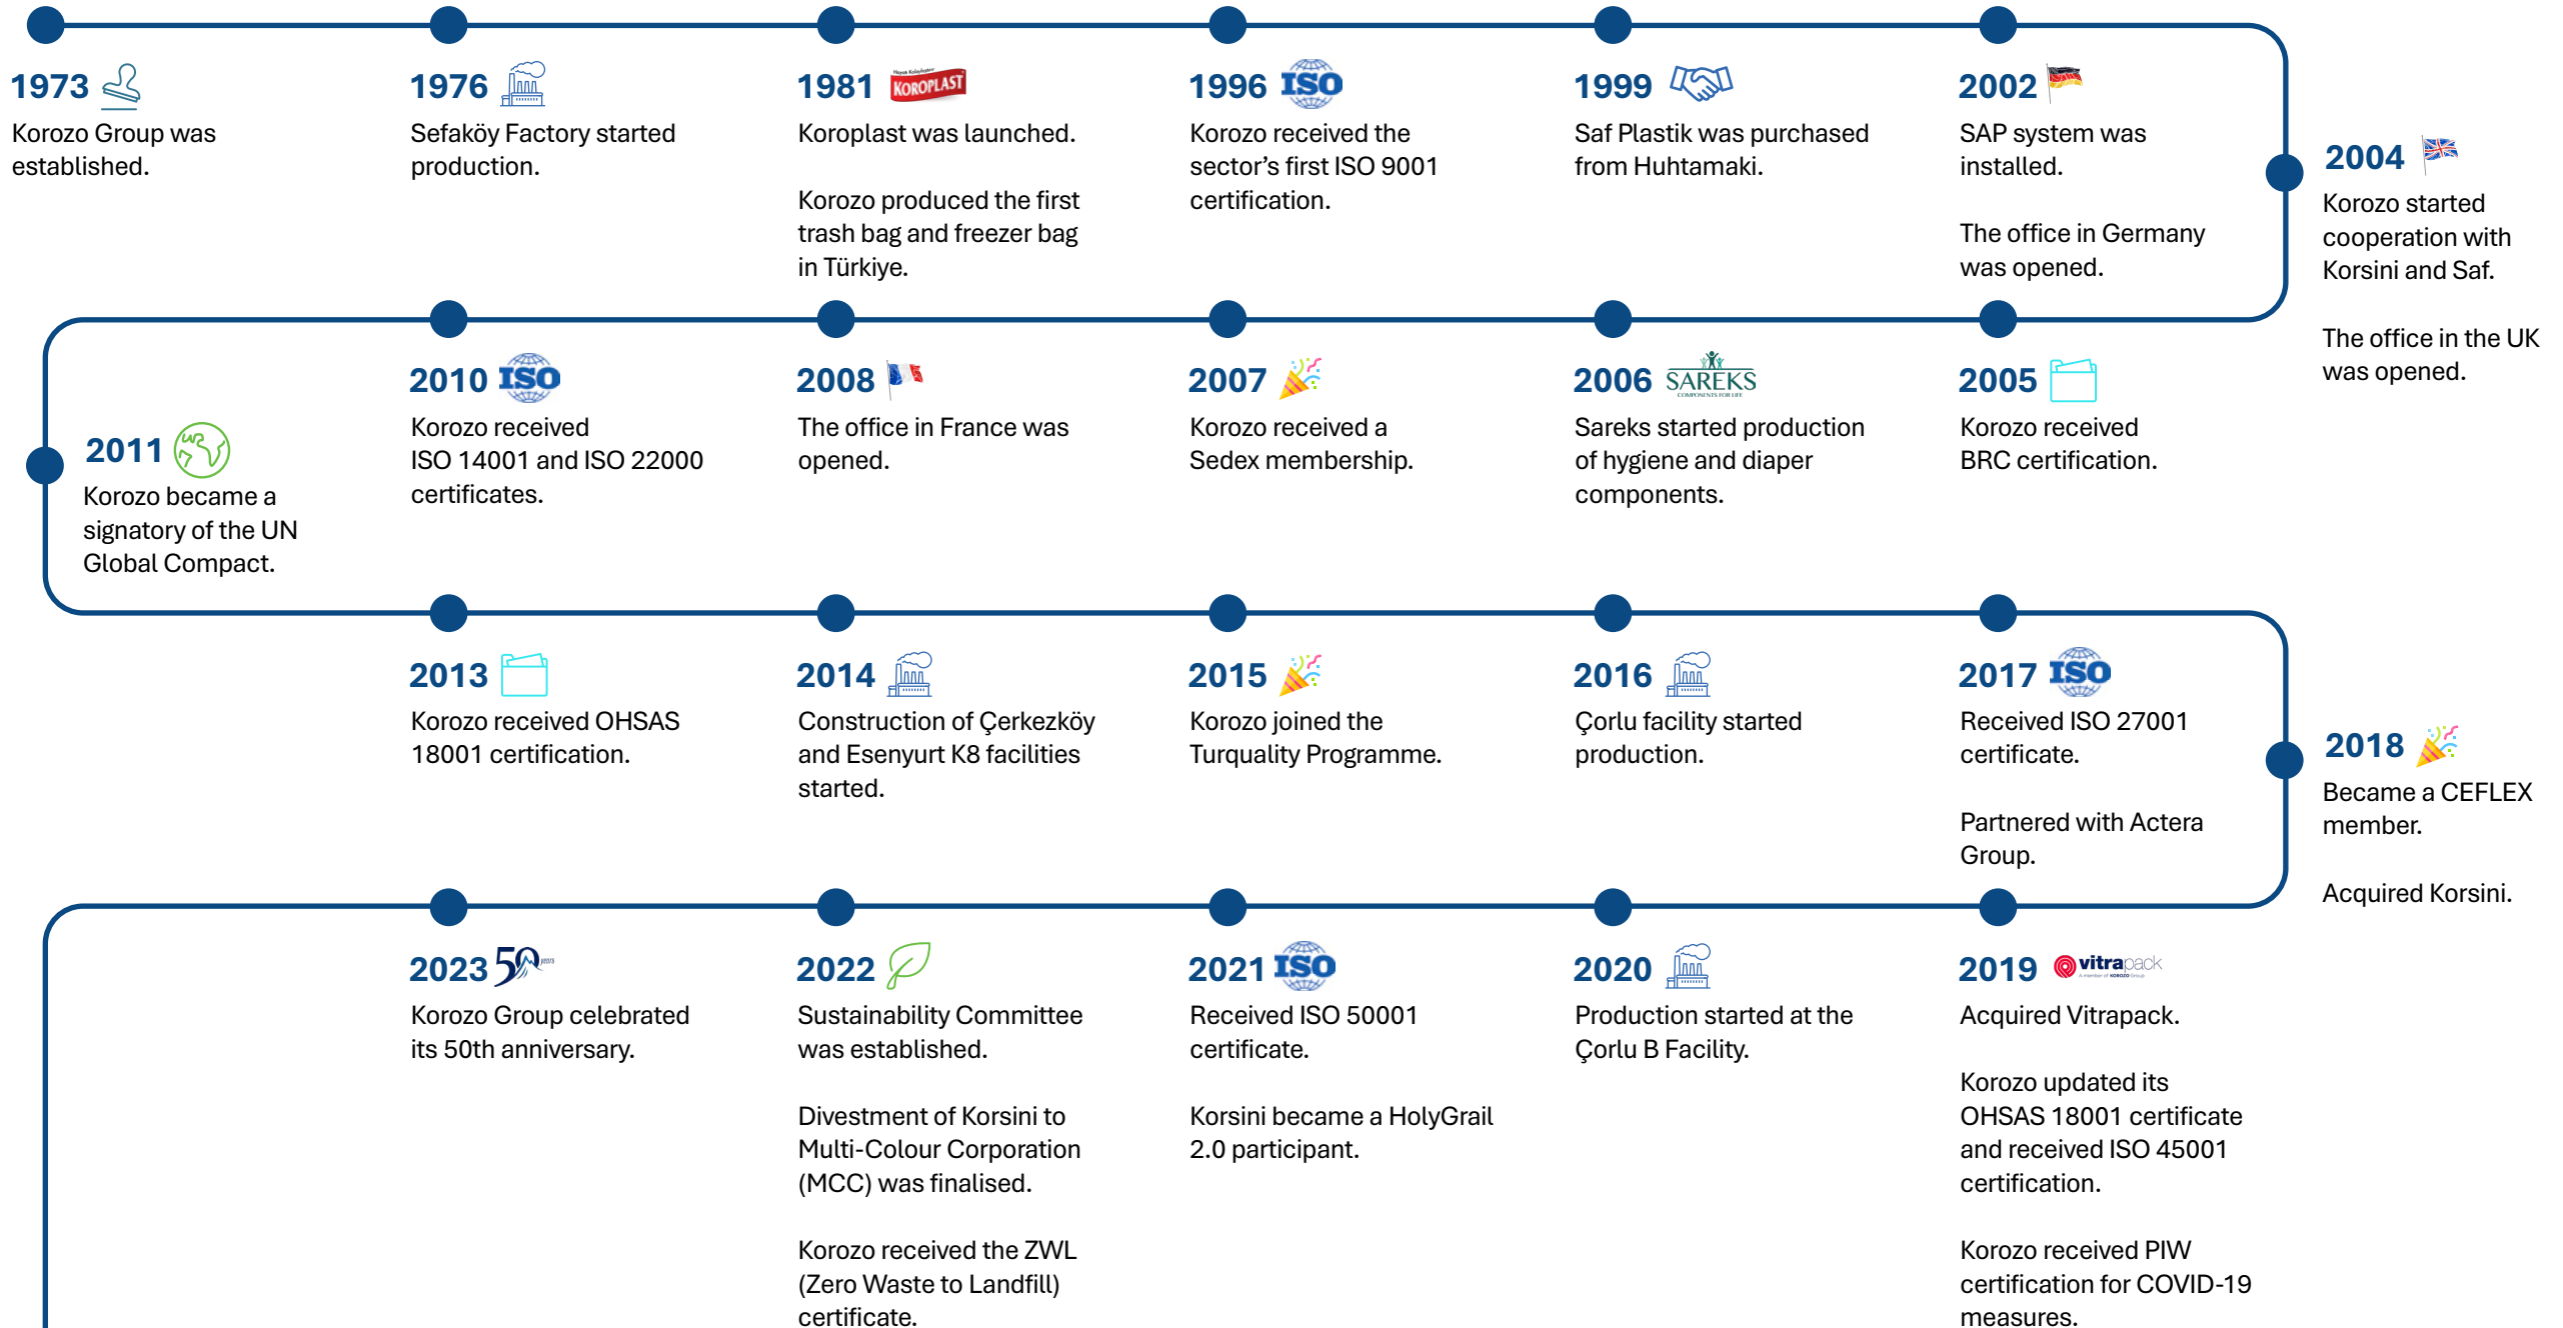 1973
Korozo Group was
established.
1976
Sefaköy Factory started
production.
1981
KOROPLAST
Koroplast was launched.
Korozo produced the first
trash bag and freezer bag
in Türkiye.
1996 ISO
Korozo received the
sector’s first ISO 9001
certification.
1999
Saf Plastik was purchased
from Huhtamaki.
2002
SAP system was
installed.
The office in Germany
was opened.
2004
Korozo started
cooperation with
Korsini and Saf.
The office in the UK
was opened.
2005
Korozo received
BRC certification.
2006 SAREKS
COMPONENTS FOR LIFE
Sareks started production
of hygiene and diaper
components.
2007
Korozo received a
Sedex membership.
2008
The office in France was
opened.
2010 ISO
Korozo received
ISO 14001 and ISO 22000
certificates.
2011
Korozo became a
signatory of the UN
Global Compact.
2013
Korozo received OHSAS
18001 certification.
2014
Construction of Çerkezköy
and Esenyurt K8 facilities
started.
2015
Korozo joined the
Turquality Programme.
2016
Çorlu facility started
production.
2017 ISO
Received ISO 27001
certificate.
Partnered with Actera
Group.
2018
Became a CEFLEX
member.
Acquired Korsini.
2019 vitrapack
A member of KOROZO Group
Acquired Vitrapack.
Korozo updated its
OHSAS 18001 certificate
and received ISO 45001
certification.
Korozo received PIW
certification for COVID-19
measures.
2020
Production started at the
Çorlu B Facility.
2021 ISO
Received ISO 50001
certificate.
Korsini became a HolyGrail
2.0 participant.
2022
Sustainability Committee
was established.
Divestment of Korsini to
Multi-Colour Corporation
(MCC) was finalised.
Korozo received the ZWL
(Zero Waste to Landfill)
certificate.
2023 50 years
Korozo Group celebrated
its 50th anniversary.